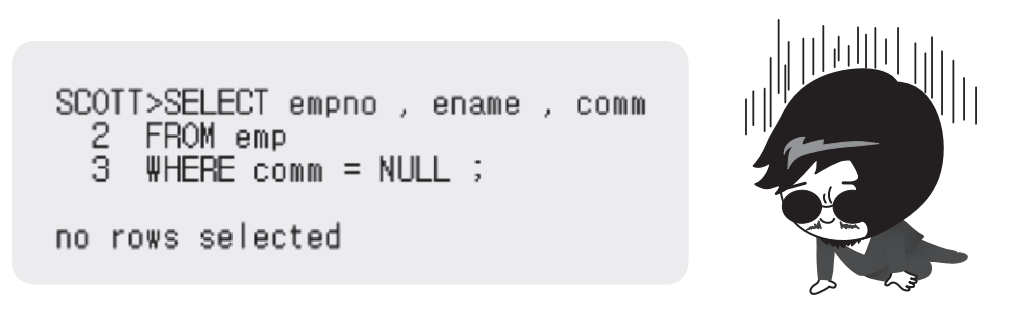 SCOTT>SELECT empno , ename , comm
2 FROM emp
3 WHERE comm = NULL ;
no rows selected